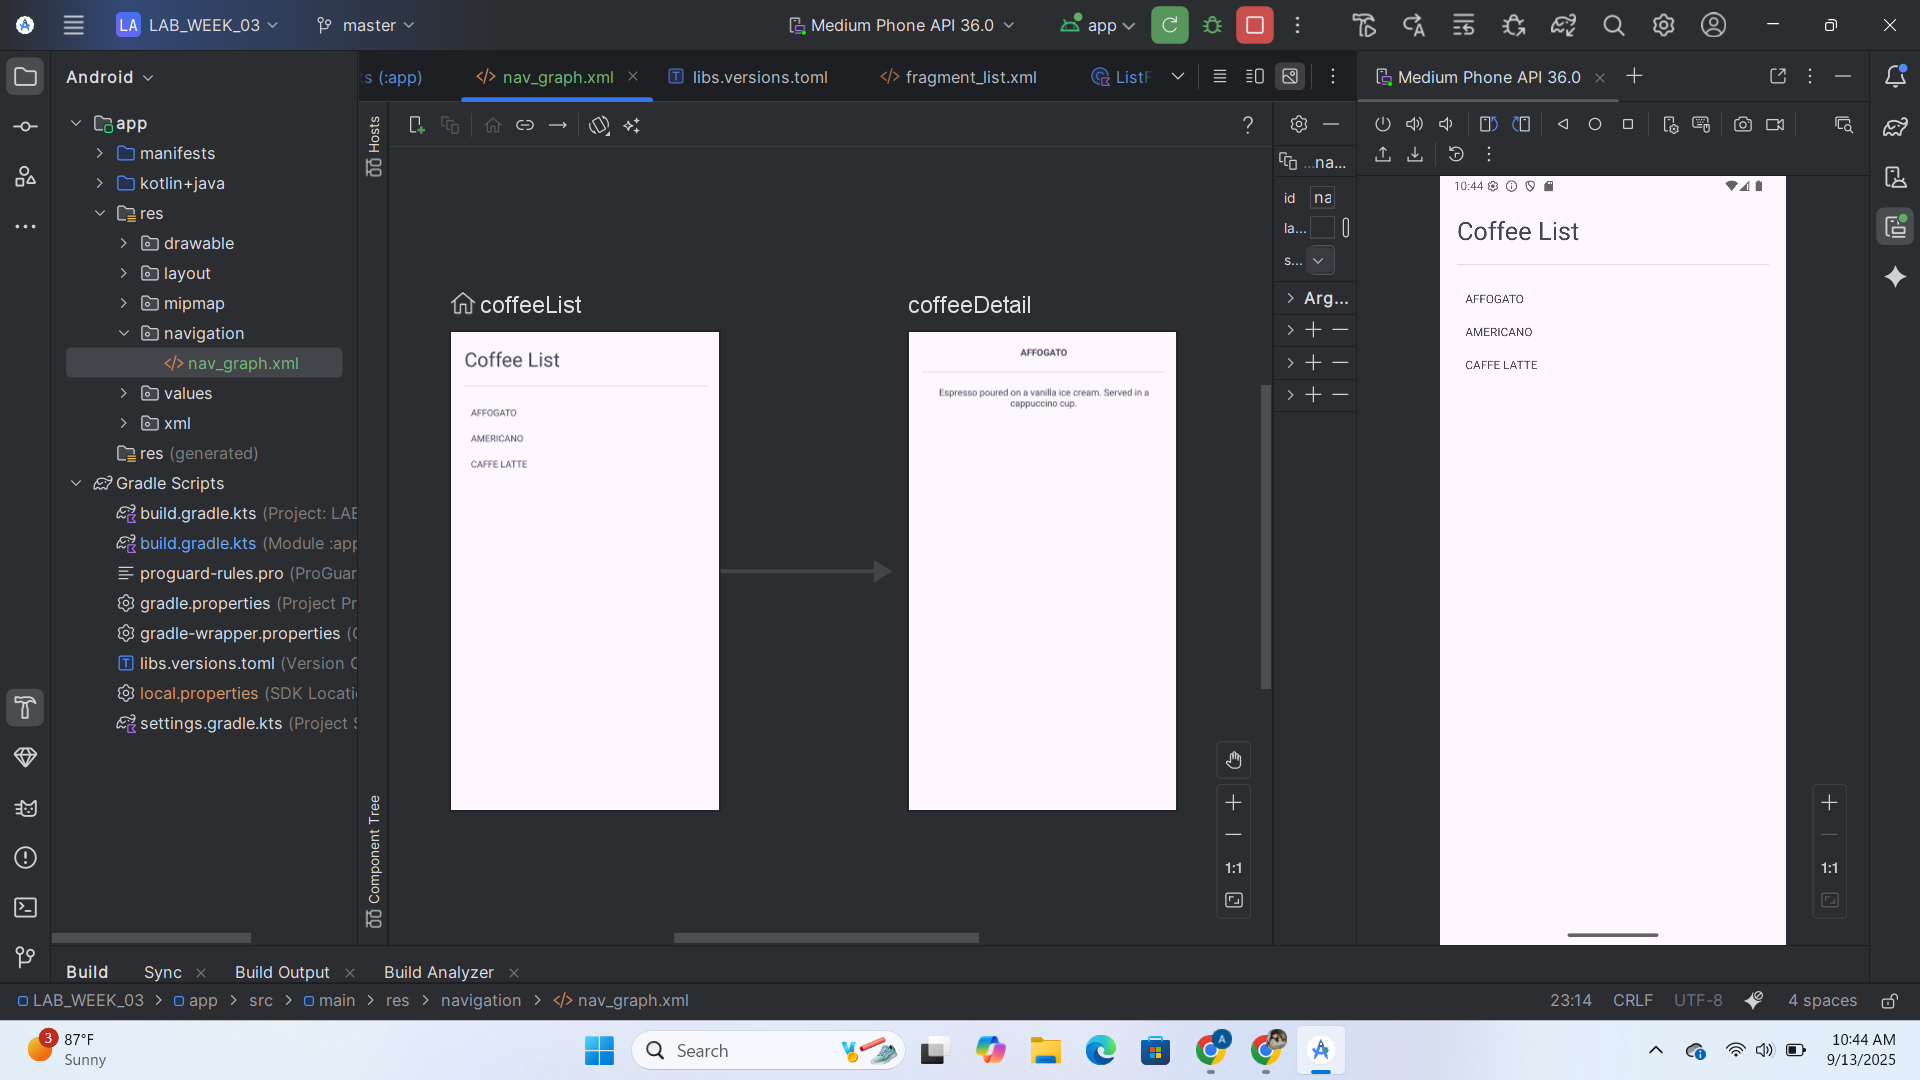 LA LAB_WEEK_03 master Medium Phone API 36.0 app
Android
ts (:app) nav_graph.xml libs.versions.toml fragment_list.xml ListF
Medium Phone API 36.0
app
manifests
kotlin+java
res
drawable
layout
mipmap
navigation
nav_graph.xml
values
xml
res (generated)
Gradle Scripts
build.gradle.kts (Project: LAB
build.gradle.kts (Module :app
proguard-rules.pro (ProGuar
gradle.properties (Project Pr
gradle-wrapper.properties (G
libs.versions.toml (Version C
local.properties (SDK Locati
settings.gradle.kts (Project S
Hosts
Component Tree
coffeeList
Coffee List
AFFOGATO
AMERICANO
CAFFE LATTE
coffeeDetail
AFFOGATO
Espresso poured on a vanilla ice cream. Served in a
cappuccino cup.
1:1
...na...
id na
la...
s...
Arg...
10:44
Coffee List
AFFOGATO
AMERICANO
CAFFE LATTE
1:1
Build Sync Build Output Build Analyzer
LAB_WEEK_03 > app > src > main > res > navigation > nav_graph.xml
23:14 CRLF UTF-8 4 spaces
3
87°F
Sunny
Search
A
10:44 AM
9/13/2025